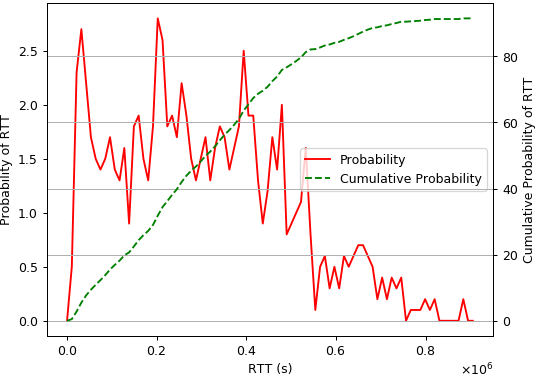 2.5
2.0
1.5
1.0
0.5
0.0
Probability of RTT
80
60
40
20
0
Cumulative Probability of RTT
Probability
Cumulative Probability
0.0 0.2 0.4 0.6 0.8
RTT (s)
×10⁶